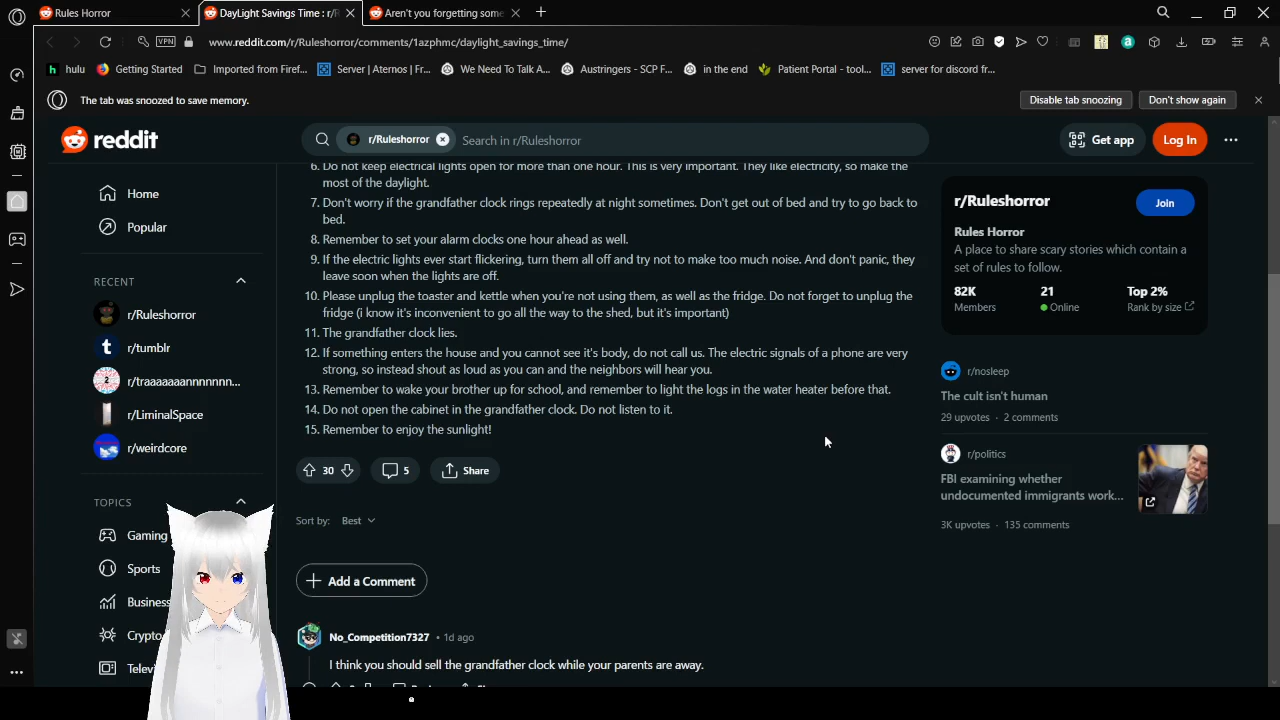 Rules Horror
DayLight Savings Time : r/R
Aren't you forgetting some
VPN
www.reddit.com/r/Ruleshorror/comments/1azphmc/daylight_savings_time/
hulu
Getting Started
Imported from Firef...
Server | Aternos | Fr...
We Need To Talk A...
Austringers - SCP F...
in the end
Patient Portal - tool...
server for discord fr...
The tab was snoozed to save memory.
Disable tab snoozing
Don't show again
reddit
r/Ruleshorror
Search in r/Ruleshorror
Get app
Log In
Home
Popular
RECENT
r/Ruleshorror
r/tumblr
r/traaaaaaannnnnnn...
r/LiminalSpace
r/weirdcore
TOPICS
Gaming
Sports
Business
Crypto
Televi
6. Do not keep electrical lights open for more than one hour. This is very important. They like electricity, so make the
most of the daylight.
7. Don't worry if the grandfather clock rings repeatedly at night sometimes. Don't get out of bed and try to go back to
bed.
8. Remember to set your alarm clocks one hour ahead as well.
9. If the electric lights ever start flickering, turn them all off and try not to make too much noise. And don't panic, they
leave soon when the lights are off.
10. Please unplug the toaster and kettle when you're not using them, as well as the fridge. Do not forget to unplug the
fridge (i know it's inconvenient to go all the way to the shed, but it's important)
11. The grandfather clock lies.
12. If something enters the house and you cannot see it's body, do not call us. The electric signals of a phone are very
strong, so instead shout as loud as you can and the neighbors will hear you.
13. Remember to wake your brother up for school, and remember to light the logs in the water heater before that.
14. Do not open the cabinet in the grandfather clock. Do not listen to it.
15. Remember to enjoy the sunlight!
30
5
Share
Sort by: Best
Add a Comment
No_Competition7327 • 1d ago
I think you should sell the grandfather clock while your parents are away.
r/Ruleshorror
Join
Rules Horror
A place to share scary stories which contain a
set of rules to follow.
82K
21
Top 2%
Members
Online
Rank by size
r/nosleep
The cult isn't human
29 upvotes • 2 comments
r/politics
FBI examining whether
undocumented immigrants work...
3K upvotes • 135 comments